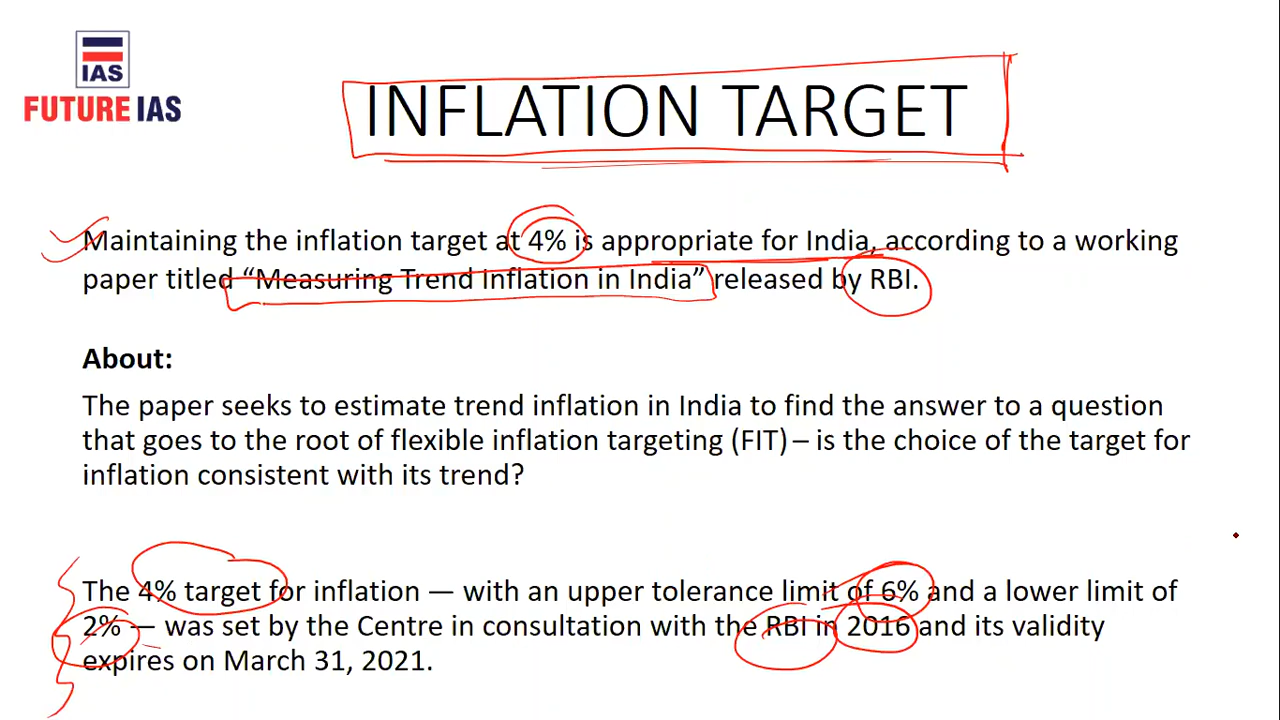 IAS
FUTURE IAS
INFLATION TARGET
Maintaining the inflation target at 4% is appropriate for India, according to a working
paper titled “Measuring Trend Inflation in India” released by RBI.
About:
The paper seeks to estimate trend inflation in India to find the answer to a question
that goes to the root of flexible inflation targeting (FIT) – is the choice of the target for
inflation consistent with its trend?
The 4% target for inflation — with an upper tolerance limit of 6% and a lower limit of
2% — was set by the Centre in consultation with the RBI in 2016 and its validity
expires on March 31, 2021.